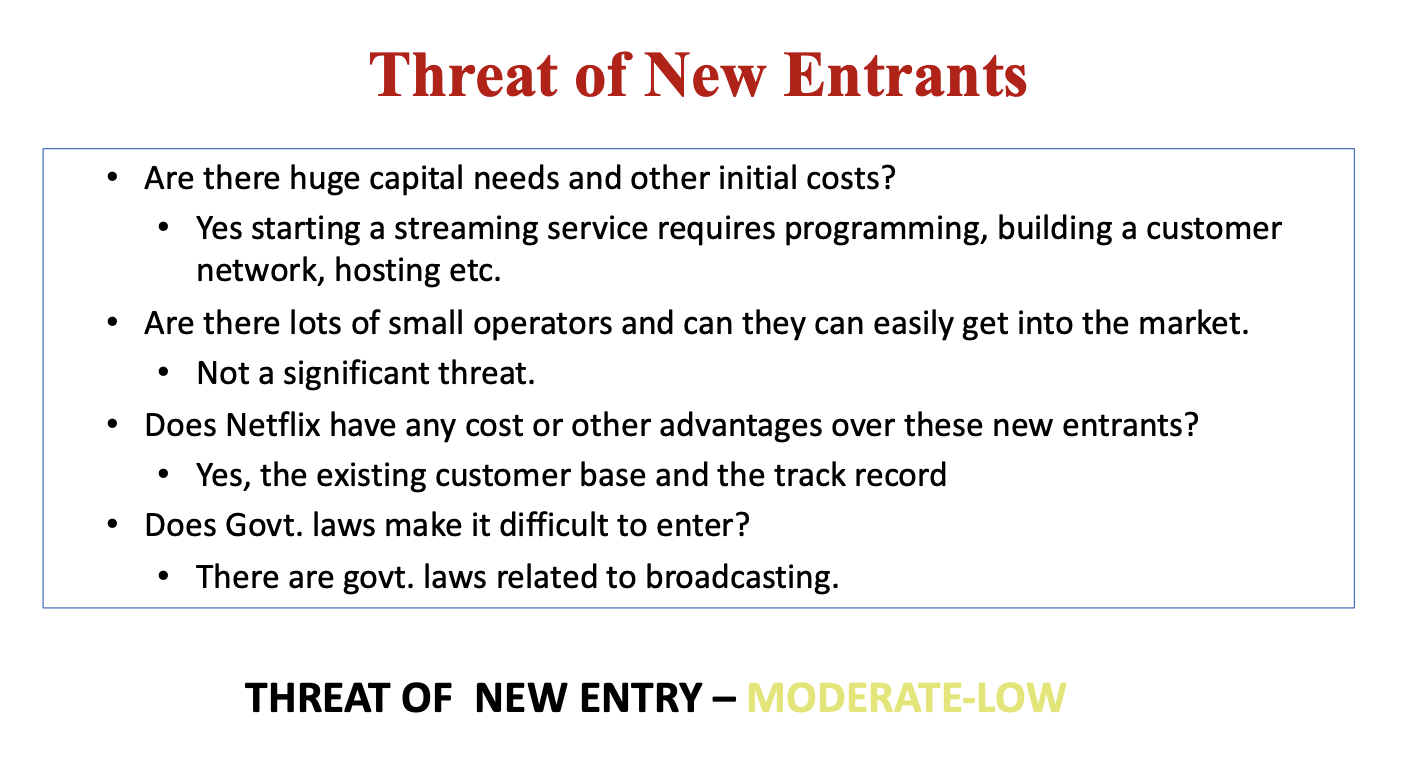 Threat of New Entrants
• Are there huge capital needs and other initial costs?
• Yes starting a streaming service requires programming, building a customer
network, hosting etc.
• Are there lots of small operators and can they can easily get into the market.
• Not a significant threat.
• Does Netflix have any cost or other advantages over these new entrants?
• Yes, the existing customer base and the track record
• Does Govt. laws make it difficult to enter?
• There are govt. laws related to broadcasting.
THREAT OF NEW ENTRY – MODERATE-LOW